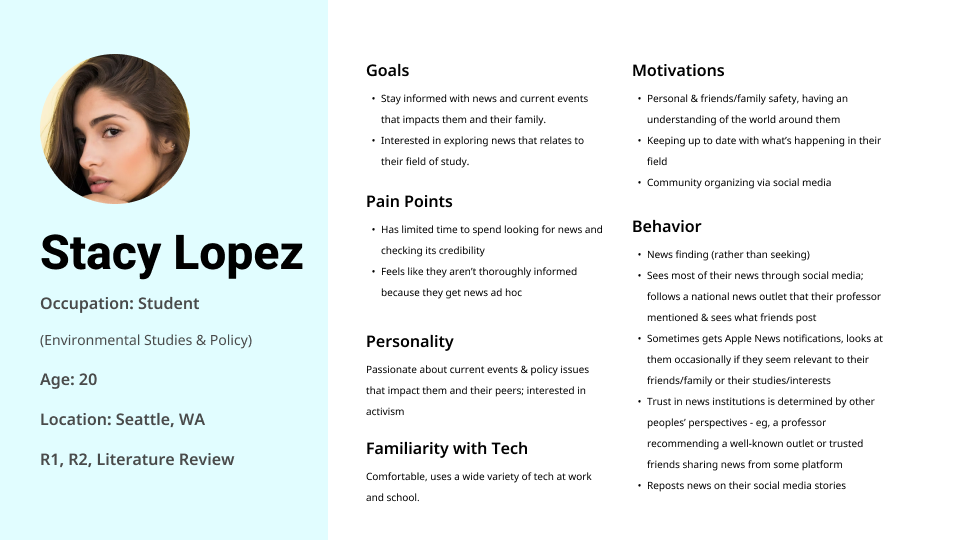 Stacy Lopez
Occupation: Student
(Environmental Studies & Policy)
Age: 20
Location: Seattle, WA
R1, R2, Literature Review
Goals
• Stay informed with news and current events
that impacts them and their family.
• Interested in exploring news that relates to
their field of study.
Pain Points
• Has limited time to spend looking for news and
checking its credibility
• Feels like they aren’t thoroughly informed
because they get news ad hoc
Personality
Passionate about current events & policy issues
that impact them and their peers; interested in
activism
Familiarity with Tech
Comfortable, uses a wide variety of tech at work
and school.
Motivations
• Personal & friends/family safety, having an
understanding of the world around them
• Keeping up to date with what’s happening in their
field
• Community organizing via social media
Behavior
• News finding (rather than seeking)
• Sees most of their news through social media;
follows a national news outlet that their professor
mentioned & sees what friends post
• Sometimes gets Apple News notifications, looks at
them occasionally if they seem relevant to their
friends/family or their studies/interests
• Trust in news institutions is determined by other
peoples’ perspectives - eg, a professor
recommending a well-known outlet or trusted
friends sharing news from some platform
• Reposts news on their social media stories